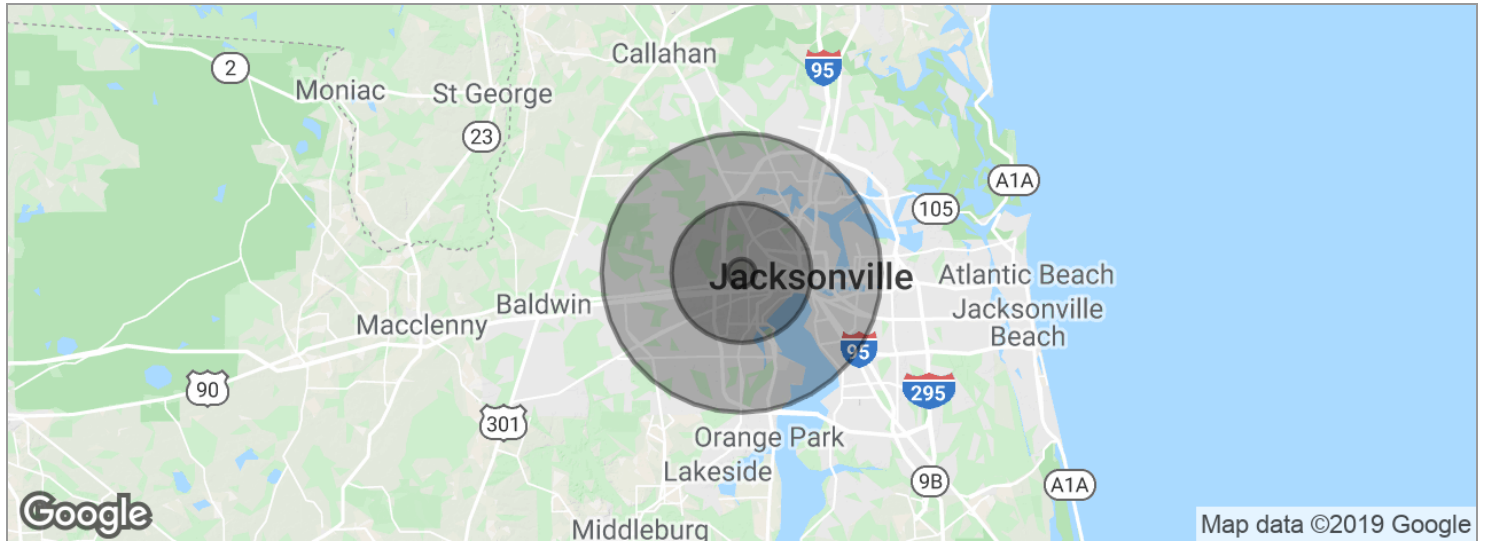 Callahan
95
2
Moniac
St George
23
A1A
105
Jacksonville
Atlantic Beach
Baldwin
Jacksonville
Beach
Macclenny
95
90
295
301
Orange Park
Lakeside
9B
A1A
Google
Middleburg
Map data ©2019 Google